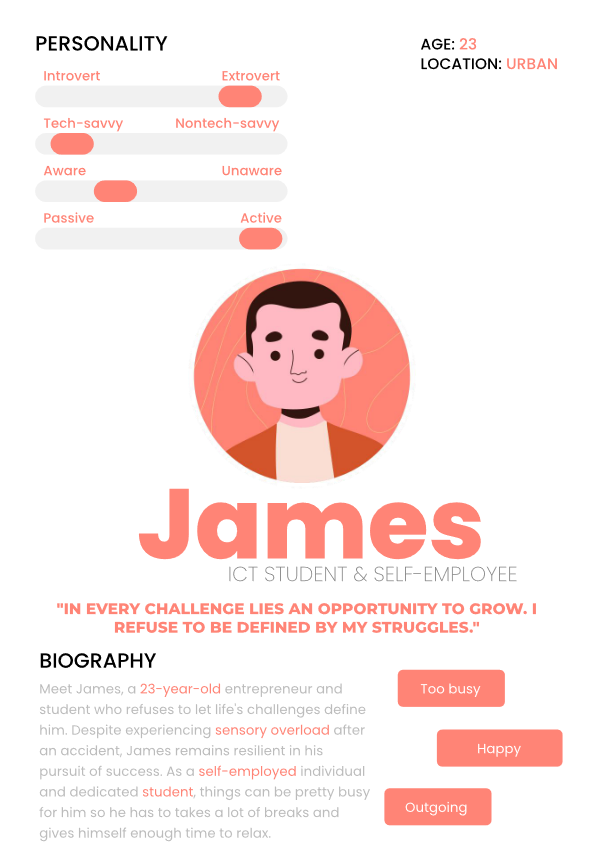 PERSONALITY
AGE: 23
LOCATION: URBAN
Introvert Extrovert
Tech-savvy Nontech-savvy
Aware Unaware
Passive Active
James
ICT STUDENT & SELF-EMPLOYEE
"IN EVERY CHALLENGE LIES AN OPPORTUNITY TO GROW. I
REFUSE TO BE DEFINED BY MY STRUGGLES."
BIOGRAPHY
Meet James, a 23-year-old entrepreneur and
student who refuses to let life's challenges define
him. Despite experiencing sensory overload after
an accident, James remains resilient in his
pursuit of success. As a self-employed individual
and dedicated student, things can be pretty busy
for him so he has to takes a lot of breaks and
gives himself enough time to relax.
Too busy
Happy
Outgoing